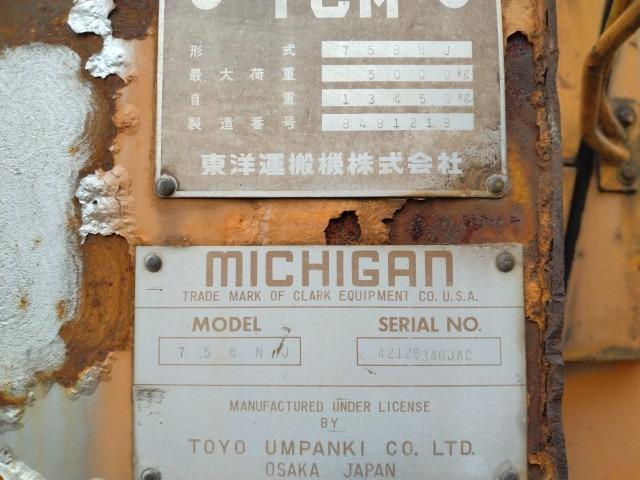 TCM
形式 75BNJ
最大荷重 5000kg
自重 13450kg
製造番号 8491219
東洋運搬機株式会社
MICHIGAN
TRADE MARK OF CLARK EQUIPMENT CO. U.S.A.
MODEL SERIAL NO.
75BNJ 4212B346JAC
MANUFACTURED UNDER LICENSE
BY
TOYO UMPANKI CO. LTD.
OSAKA JAPAN